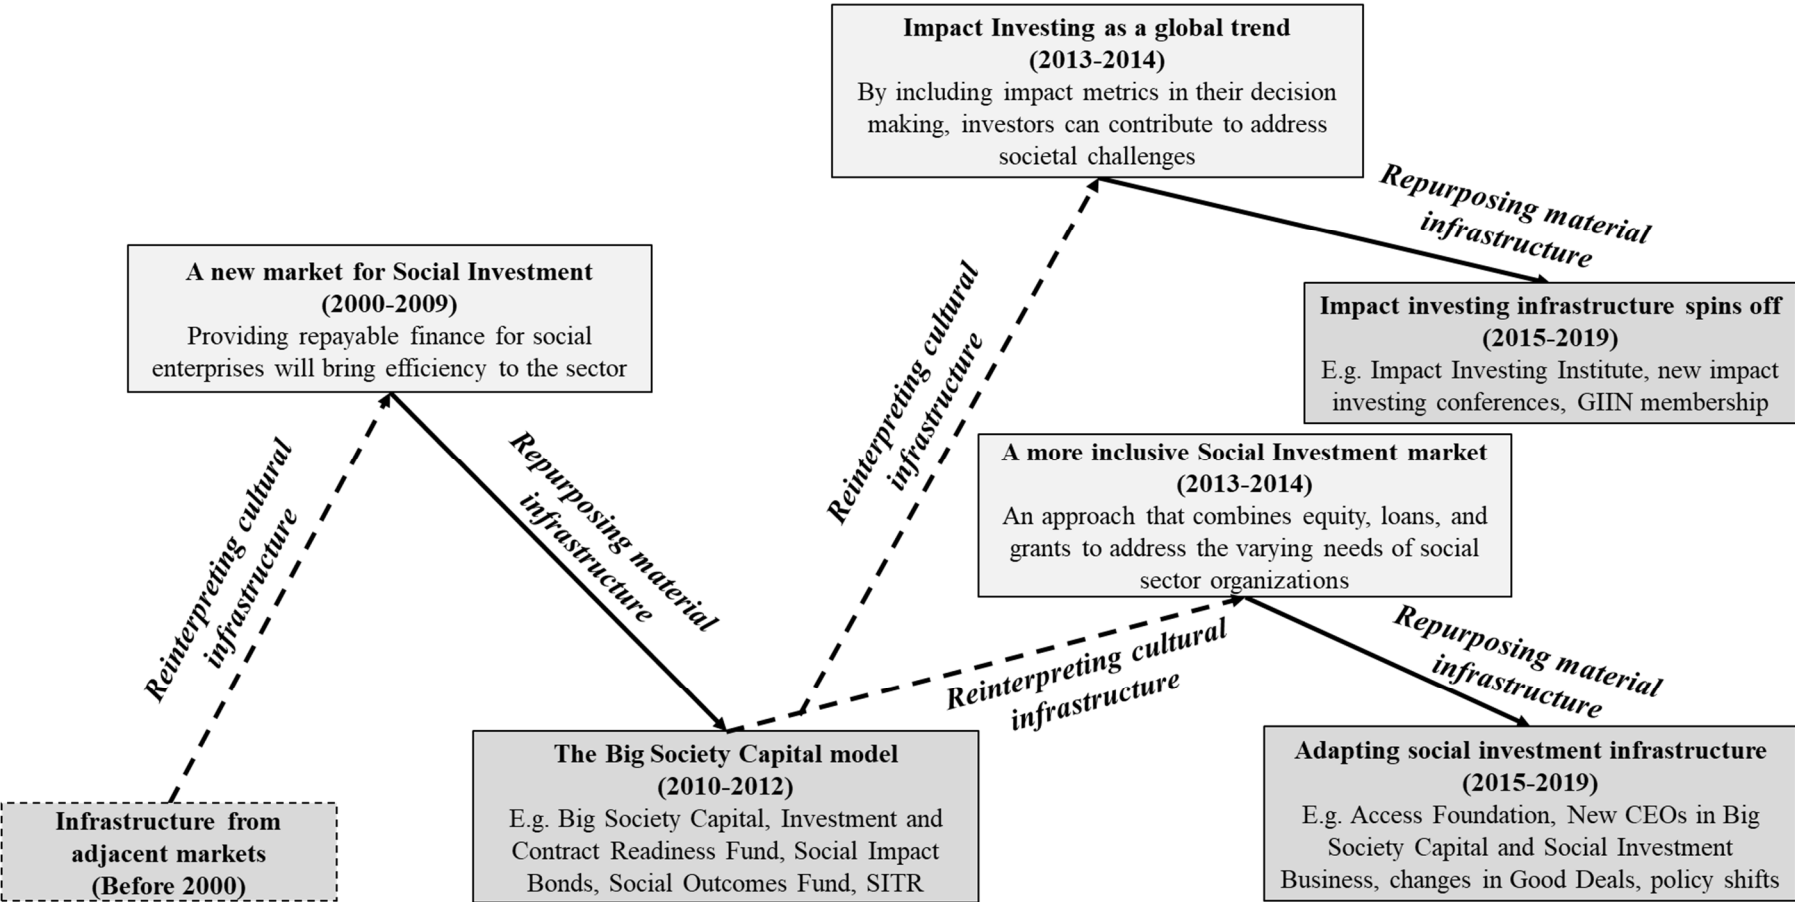 Impact Investing as a global trend
(2013-2014)
By including impact metrics in their decision
making, investors can contribute to address
societal challenges
Repurposing material
infrastructure
A new market for Social Investment
(2000-2009)
Providing repayable finance for social
enterprises will bring efficiency to the sector
Reinterpreting cultural
infrastructure
Impact investing infrastructure spins off
(2015-2019)
E.g. Impact Investing Institute, new impact
investing conferences, GIIN membership
Reinterpreting cultural
infrastructure
Repurposing material
infrastructure
A more inclusive Social Investment market
(2013-2014)
An approach that combines equity, loans, and
grants to address the varying needs of social
sector organizations
Reinterpreting cultural
infrastructure
Repurposing material
infrastructure
Infrastructure from
adjacent markets
(Before 2000)
The Big Society Capital model
(2010-2012)
E.g. Big Society Capital, Investment and
Contract Readiness Fund, Social Impact
Bonds, Social Outcomes Fund, SITR
Adapting social investment infrastructure
(2015-2019)
E.g. Access Foundation, New CEOs in Big
Society Capital and Social Investment
Business, changes in Good Deals, policy shifts